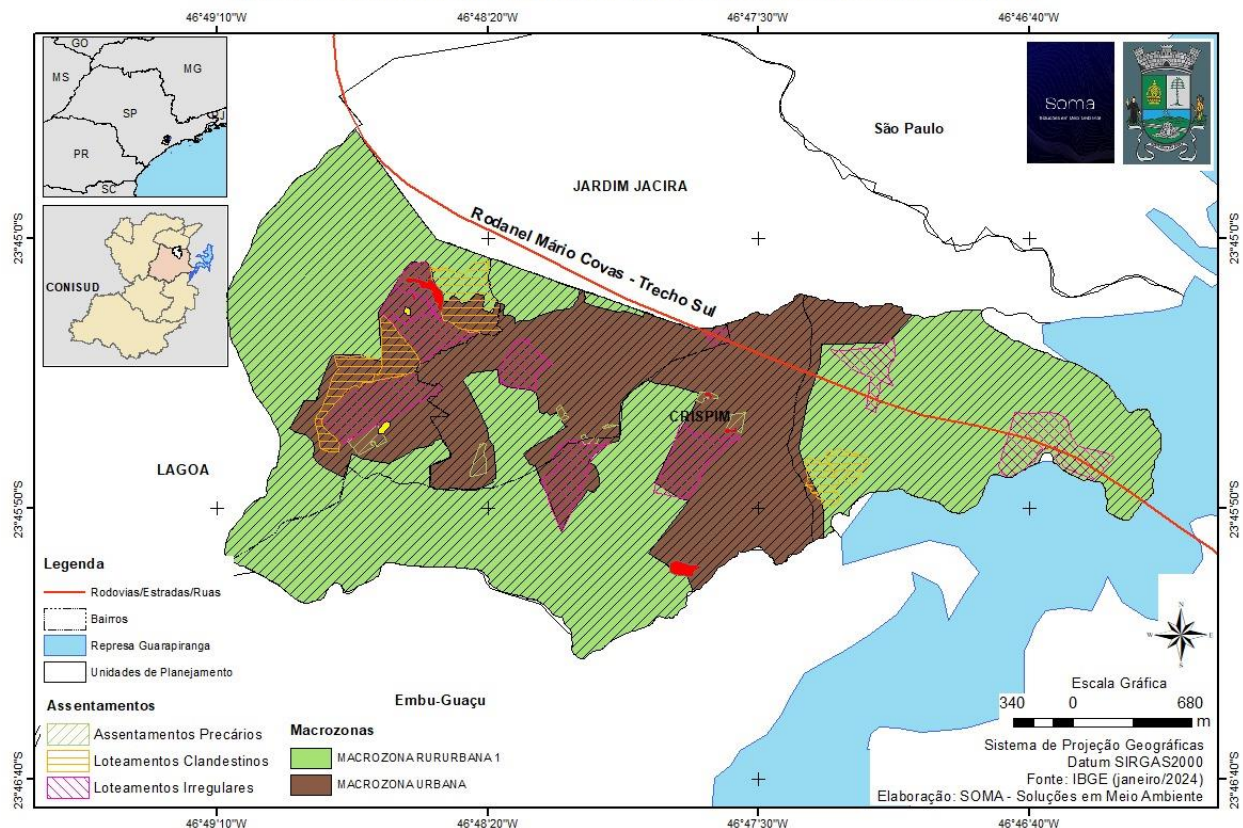 46°49'10"W 46°48'20"W 46°47'30"W 46°46'40"W
GO
MS
MG
SP
RJ
PR
SC
Soma
São Paulo
JARDIM JACIRA
Rodanel Mário Covas - Trecho Sul
23°45'0"S 23°45'0"S
CONISUD
CRISPIM
LAGOA
23°45'50"S 23°45'50"S
Legenda
Rodovias/Estradas/Ruas
Bairros
Represa Guarapiranga
Unidades de Planejamento
Assentamentos
Assentamentos Precários
Loteamentos Clandestinos
Loteamentos Irregulares
Embu-Guaçu
Macrozonas
MACROZONA RURURBANA 1
MACROZONA URBANA
N
W E
S
Escala Gráfica
340 0 680
m
Sistema de Projeção Geográficas
Datum SIRGAS2000
Fonte: IBGE (janeiro/2024)
Elaboração: SOMA - Soluções em Meio Ambiente
23°46'40"S 23°46'40"S
46°49'10"W 46°48'20"W 46°47'30"W 46°46'40"W